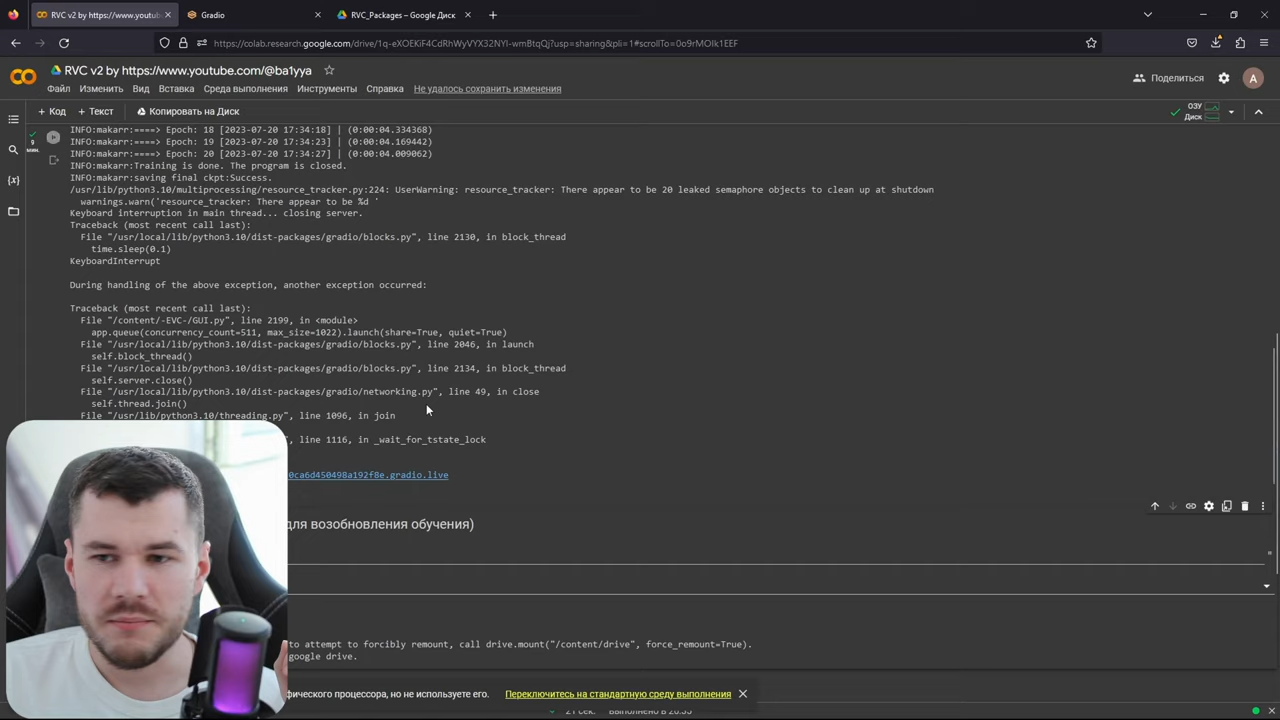 RVC v2 by https://www.youtu
Gradio
RVC_Packages – Google Диск
https://colab.research.google.com/drive/1q-eXOEKiF4CdRhWyVYX32NYl-wmBtqQj?usp=sharing&pli=1#scrollTo=0o9rMOIk1EEF
RVC v2 by https://www.youtube.com/@ba1yya
Файл Изменить Вид Вставка Среда выполнения Инструменты Справка Не удалось сохранить изменения
Поделиться
A
+ Код + Текст Копировать на Диск
ОЗУ
Диск
9
мин.
INFO:makarr:====> Epoch: 18 [2023-07-20 17:34:18] | (0:00:04.334368)
INFO:makarr:====> Epoch: 19 [2023-07-20 17:34:23] | (0:00:04.169442)
INFO:makarr:====> Epoch: 20 [2023-07-20 17:34:27] | (0:00:04.009062)
INFO:makarr:Training is done. The program is closed.
INFO:makarr:saving final ckpt:Success.
/usr/lib/python3.10/multiprocessing/resource_tracker.py:224: UserWarning: resource_tracker: There appear to be 20 leaked semaphore objects to clean up at shutdown
warnings.warn('resource_tracker: There appear to be %d '
Keyboard interruption in main thread... closing server.
Traceback (most recent call last):
File "/usr/local/lib/python3.10/dist-packages/gradio/blocks.py", line 2130, in block_thread
time.sleep(0.1)
KeyboardInterrupt
During handling of the above exception, another exception occurred:
Traceback (most recent call last):
File "/content/-EVC-/GUI.py", line 2199, in <module>
app.queue(concurrency_count=511, max_size=1022).launch(share=True, quiet=True)
File "/usr/local/lib/python3.10/dist-packages/gradio/blocks.py", line 2046, in launch
self.block_thread()
File "/usr/local/lib/python3.10/dist-packages/gradio/blocks.py", line 2134, in block_thread
self.server.close()
File "/usr/local/lib/python3.10/dist-packages/gradio/networking.py", line 49, in close
self.thread.join()
File "/usr/lib/python3.10/threading.py", line 1096, in join
", line 1116, in _wait_for_tstate_lock
0ca6d450498a192f8e.gradio.live
для возобновления обучения)
"
to attempt to forcibly remount, call drive.mount("/content/drive", force_remount=True).
google drive.
фического процессора, но не используете его. Переключитесь на стандартную среду выполнения
21 сек. выполнено в 20:35